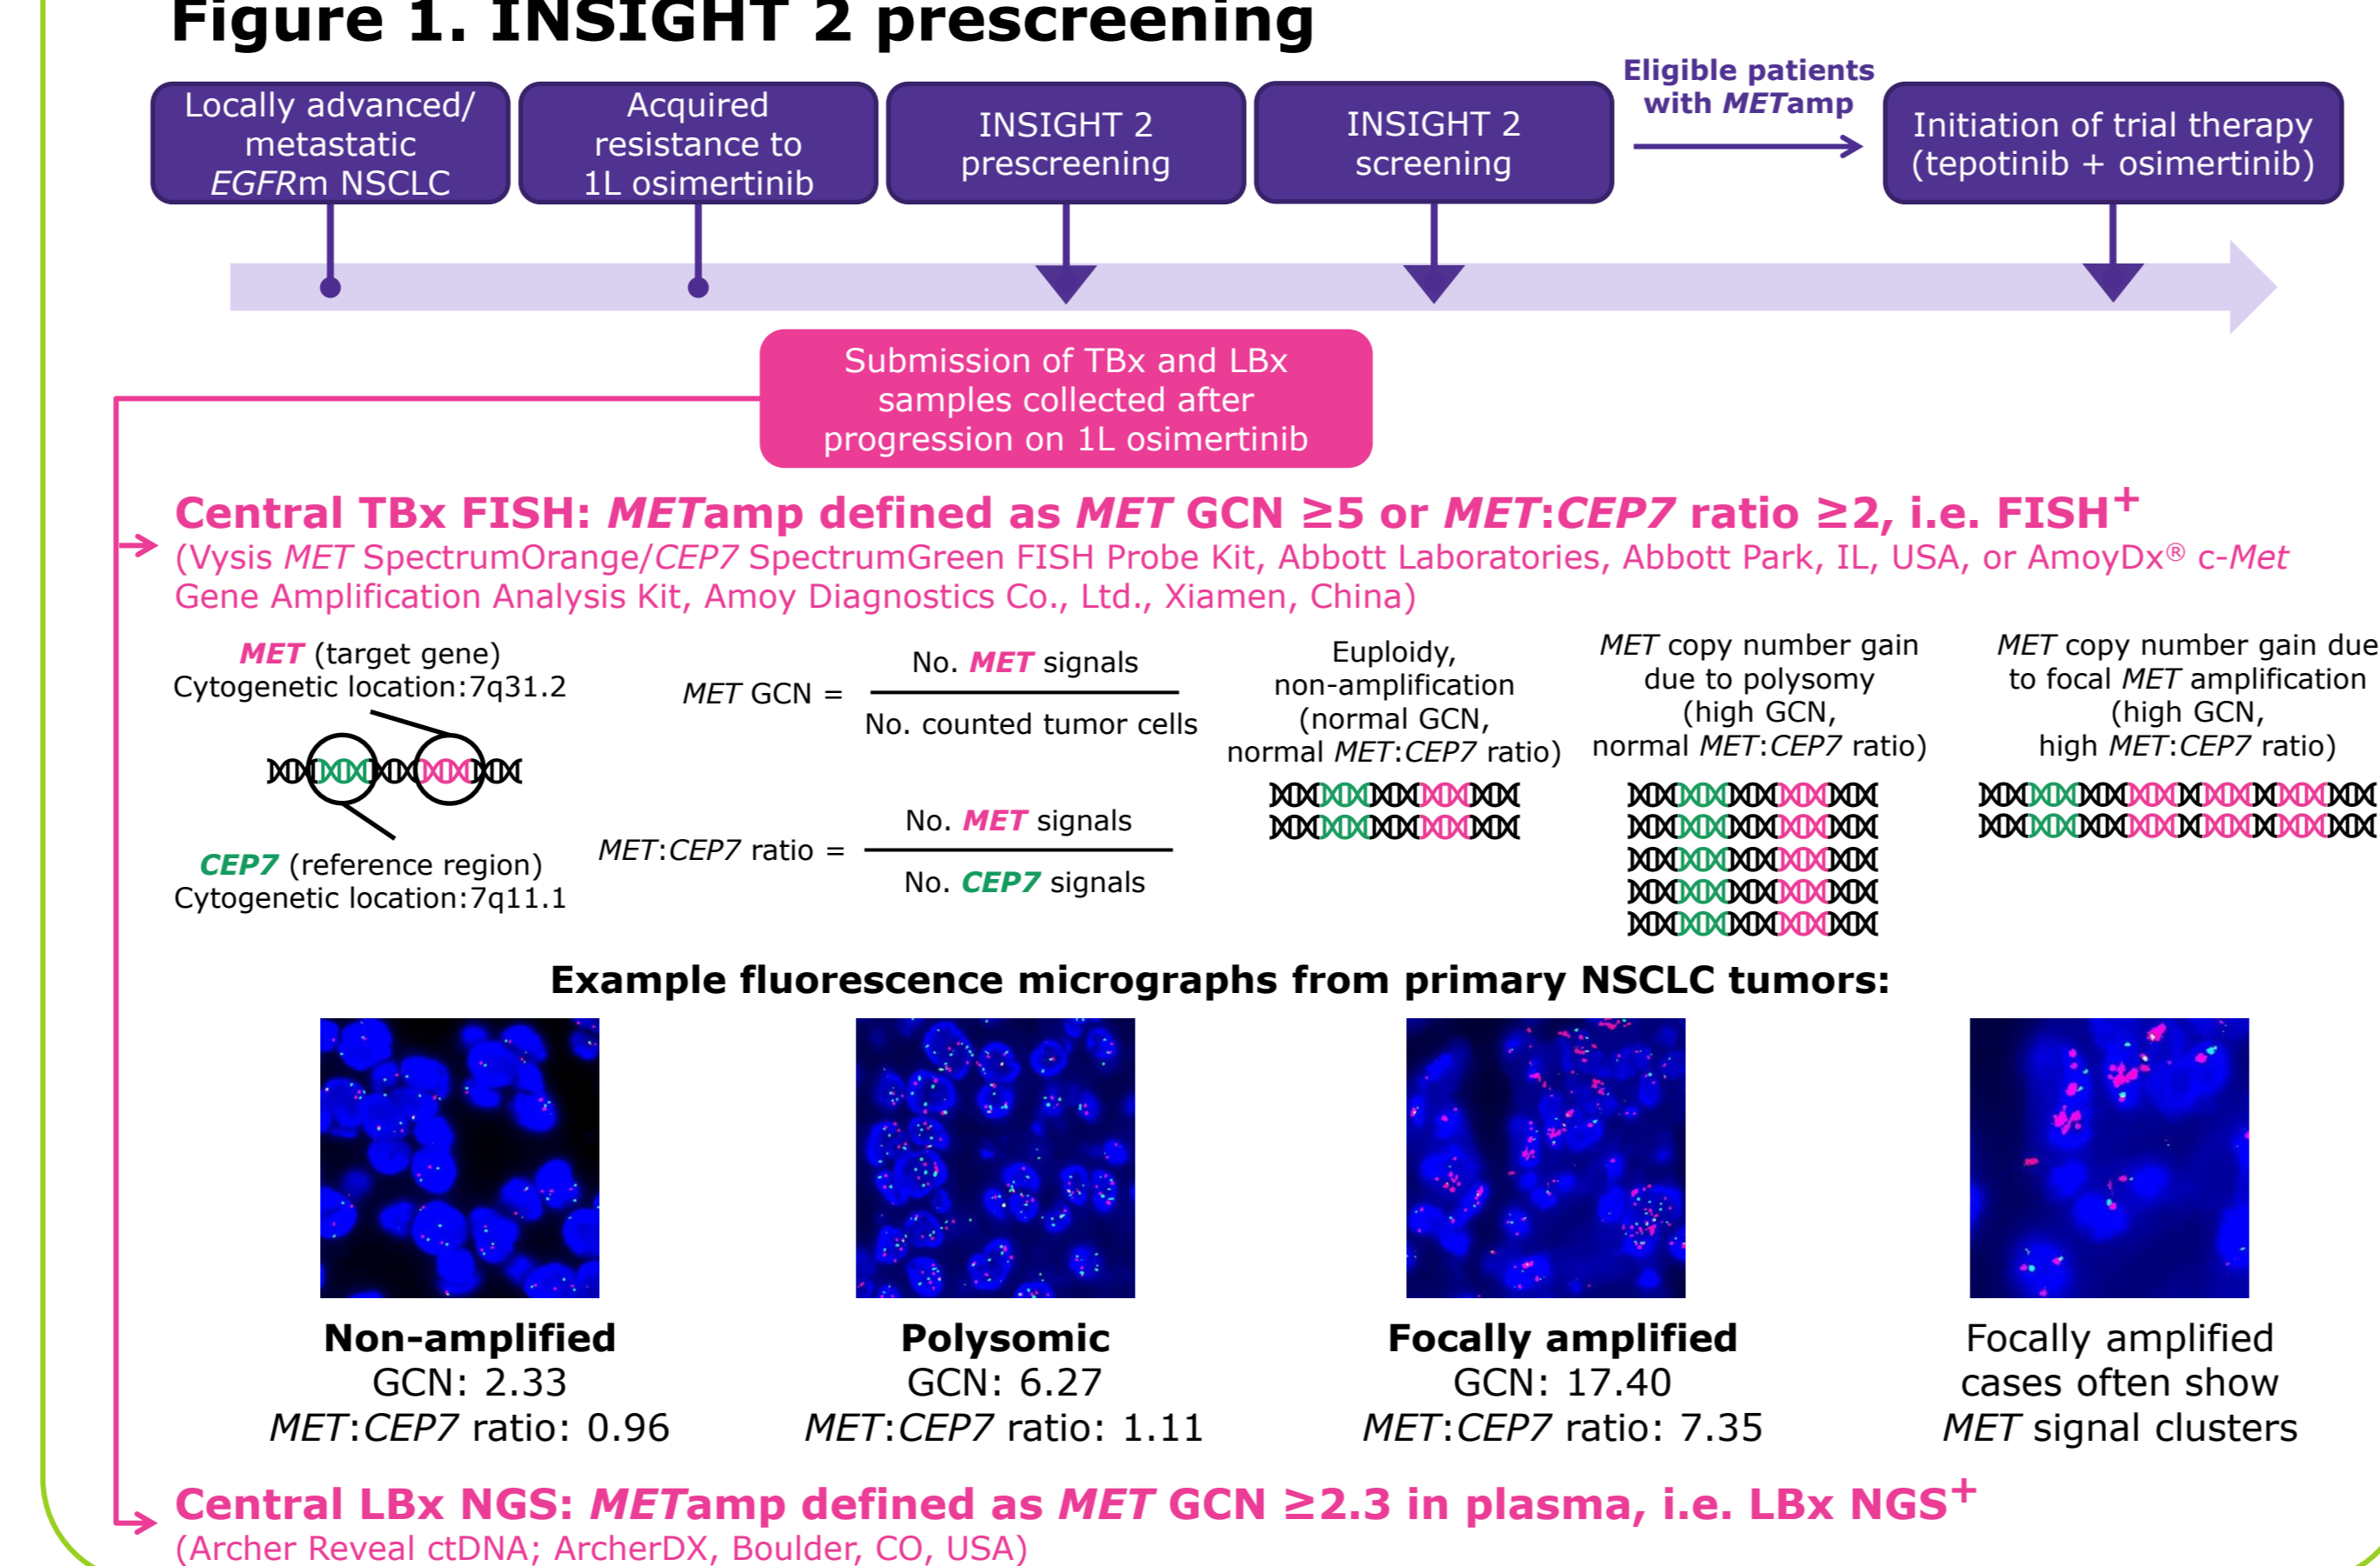 Figure 1. INSIGHT 2 prescreening
Locally advanced/
metastatic
EGFRm NSCLC
Acquired
resistance to
1L osimertinib
INSIGHT 2
prescreening
INSIGHT 2
screening
Eligible patients
with METamp
Initiation of trial therapy
(tepotinib + osimertinib)
Submission of TBx and LBx
samples collected after
progression on 1L osimertinib
Central TBx FISH: METamp defined as MET GCN ≥5 or MET:CEP7 ratio ≥2, i.e. FISH+
(Vysis MET SpectrumOrange/CEP7 SpectrumGreen FISH Probe Kit, Abbott Laboratories, Abbott Park, IL, USA, or AmoyDx® c-Met
Gene Amplification Analysis Kit, Amoy Diagnostics Co., Ltd., Xiamen, China)
MET (target gene)
Cytogenetic location:7q31.2
CEP7 (reference region)
Cytogenetic location:7q11.1
MET GCN =
No. MET signals
No. counted tumor cells
MET:CEP7 ratio =
No. MET signals
No. CEP7 signals
Euploidy,
non-amplification
(normal GCN,
normal MET:CEP7 ratio)
MET copy number gain
due to polysomy
(high GCN,
normal MET:CEP7 ratio)
MET copy number gain due
to focal MET amplification
(high GCN,
high MET:CEP7 ratio)
Example fluorescence micrographs from primary NSCLC tumors:
Non-amplified
GCN: 2.33
MET:CEP7 ratio: 0.96
Polysomic
GCN: 6.27
MET:CEP7 ratio: 1.11
Focally amplified
GCN: 17.40
MET:CEP7 ratio: 7.35
Focally amplified
cases often show
MET signal clusters
Central LBx NGS: METamp defined as MET GCN ≥2.3 in plasma, i.e. LBx NGS+
(Archer Reveal ctDNA; ArcherDX, Boulder, CO, USA)